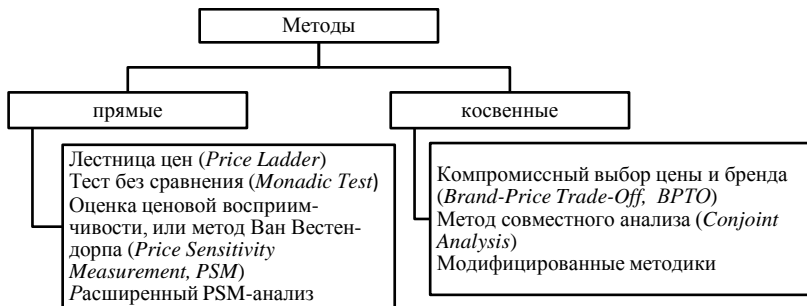 Методы
прямые
косвенные
Лестница цен (Price Ladder)
Тест без сравнения (Monadic Test)
Оценка ценовой восприим-
чивости, или метод Ван Вестен-
дорпа (Price Sensitivity
Measurement, PSM)
Расширенный PSM-анализ
Компромиссный выбор цены и бренда
(Brand-Price Trade-Off, BPTO)
Метод совместного анализа (Conjoint
Analysis)
Модифицированные методики